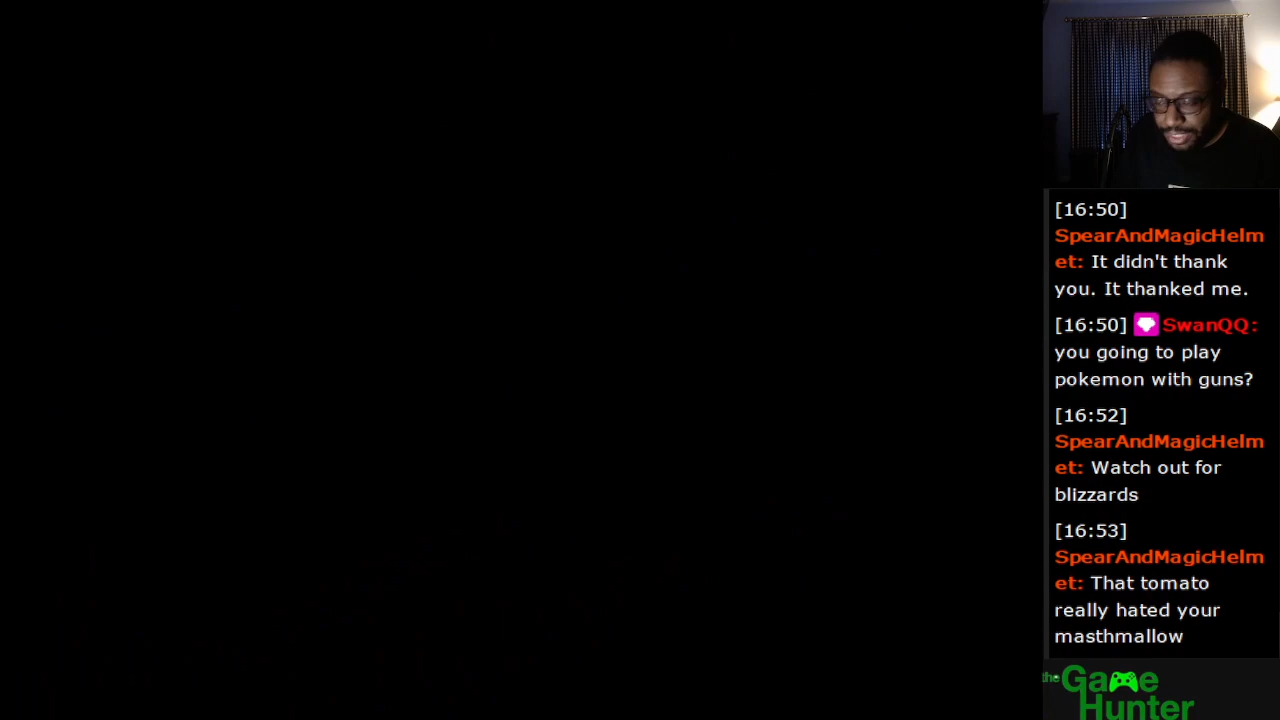 [16:50]
SpearAndMagicHelm
et: It didn't thank
you. It thanked me.
[16:50] SwanQQ:
you going to play
pokemon with guns?
[16:52]
SpearAndMagicHelm
et: Watch out for
blizzards
[16:53]
SpearAndMagicHelm
et: That tomato
really hated your
masthmallow
the Game
Hunter